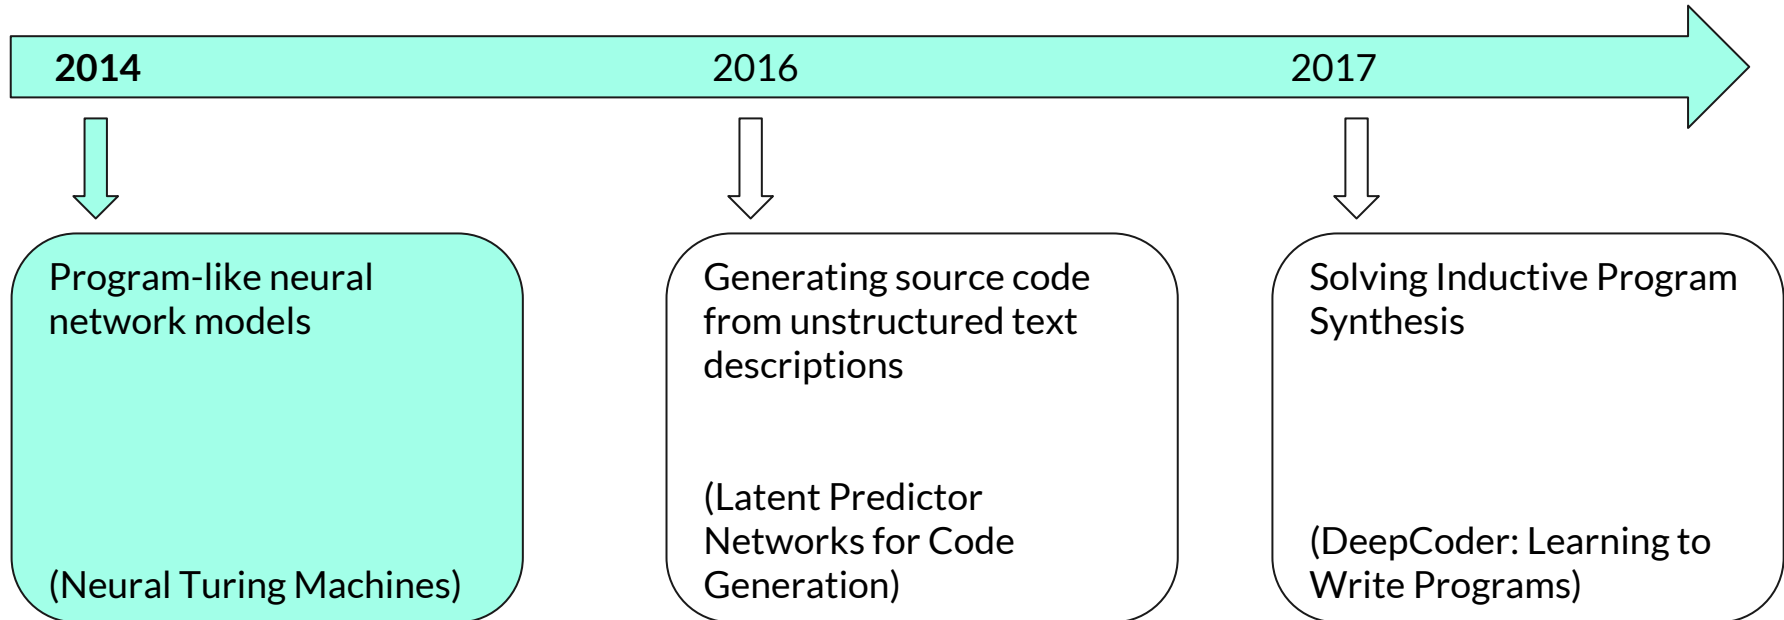 2014
2016
2017
Program-like neural
network models
(Neural Turing Machines)
Generating source code
from unstructured text
descriptions
(Latent Predictor
Networks for Code
Generation)
Solving Inductive Program
Synthesis
(DeepCoder: Learning to
Write Programs)